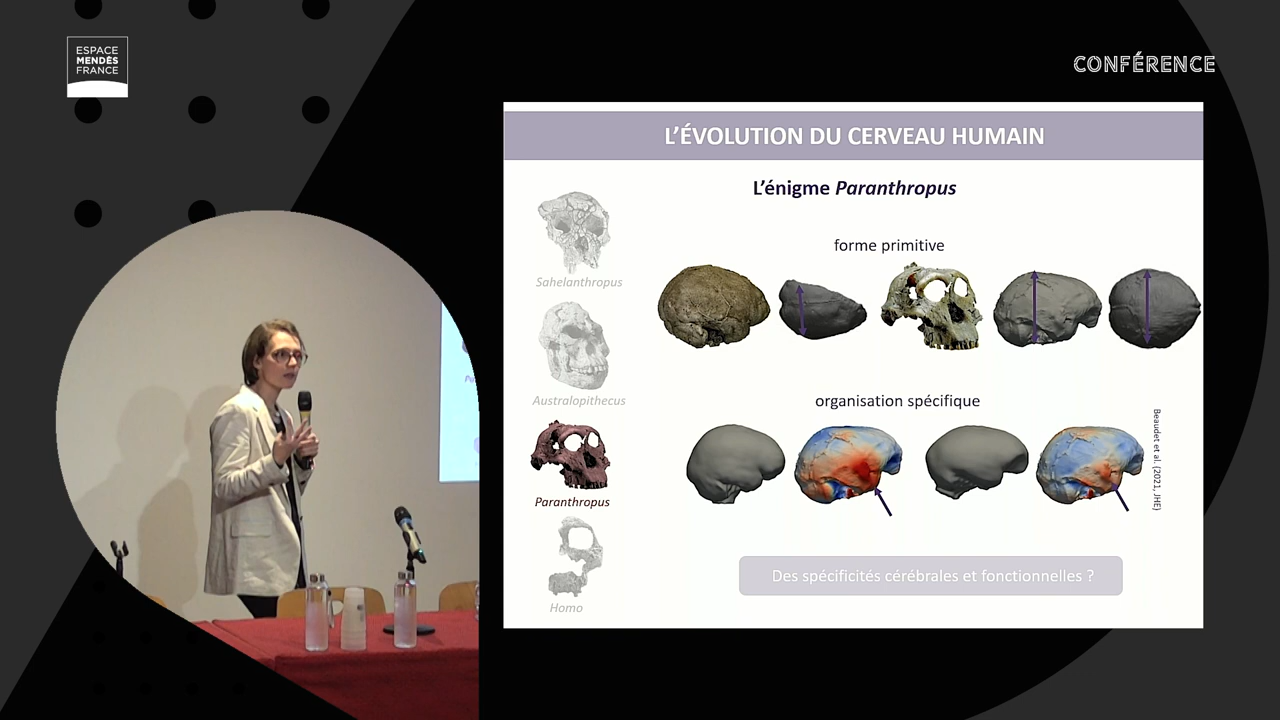 ESPACE
MENDÈS
FRANCE
CONFÉRENCE
L'ÉVOLUTION DU CERVEAU HUMAIN
L'énigme Paranthropus
forme primitive
Sahelanthropus
Australopithecus
organisation spécifique
Beaudet et al. (2021, JHE)
Paranthropus
Des spécificités cérébrales et fonctionnelles ?
Homo